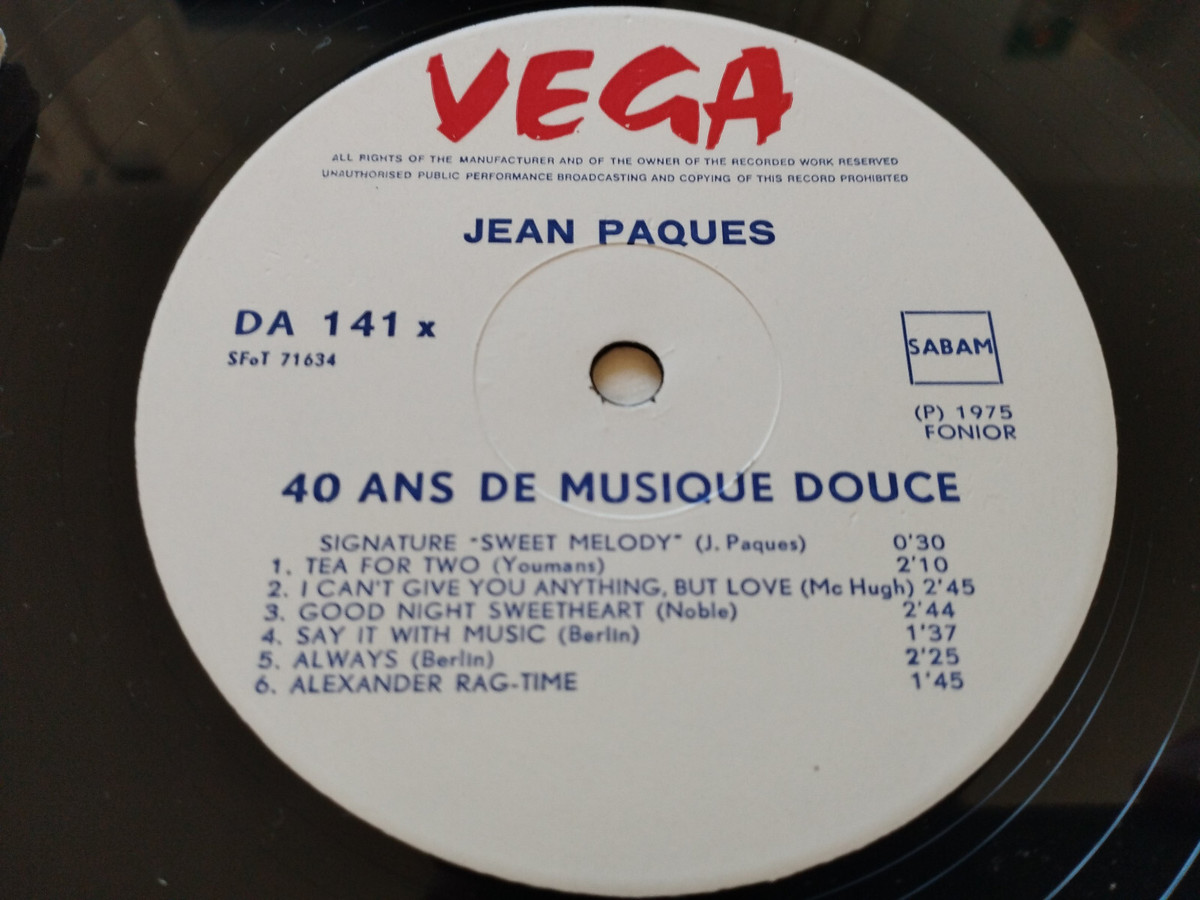 VEGA
ALL RIGHTS OF THE MANUFACTURER AND OF THE OWNER OF THE RECORDED WORK RESERVED
UNAUTHORISED PUBLIC PERFORMANCE BROADCASTING AND COPYING OF THIS RECORD PROHIBITED
JEAN PAQUES
DA 141 x
SFoT 71634
SABAM
(P) 1975
FONIOR
40 ANS DE MUSIQUE DOUCE
SIGNATURE "SWEET MELODY" (J. Paques) 0'30
1. TEA FOR TWO (Youmans) 2'10
2. I CAN'T GIVE YOU ANYTHING, BUT LOVE (Mc Hugh) 2'45
3. GOOD NIGHT SWEETHEART (Noble) 2'44
4. SAY IT WITH MUSIC (Berlin) 1'37
5. ALWAYS (Berlin) 2'25
6. ALEXANDER RAG-TIME 1'45